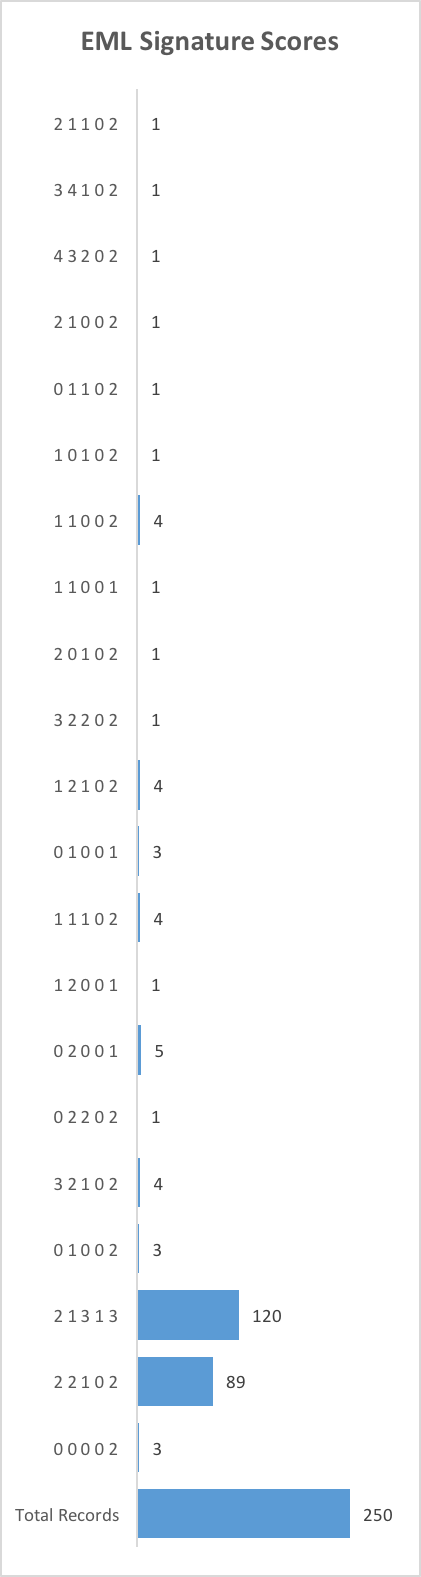 EML Signature Scores
2 1 1 0 2 1
3 4 1 0 2 1
4 3 2 0 2 1
2 1 0 0 2 1
0 1 1 0 2 1
1 0 1 0 2 1
1 1 0 0 2 4
1 1 0 0 1 1
2 0 1 0 2 1
3 2 2 0 2 1
1 2 1 0 2 4
0 1 0 0 1 3
1 1 1 0 2 4
1 2 0 0 1 1
0 2 0 0 1 5
0 2 2 0 2 1
3 2 1 0 2 4
0 1 0 0 2 3
2 1 3 1 3 120
2 2 1 0 2 89
0 0 0 0 2 3
Total Records 250